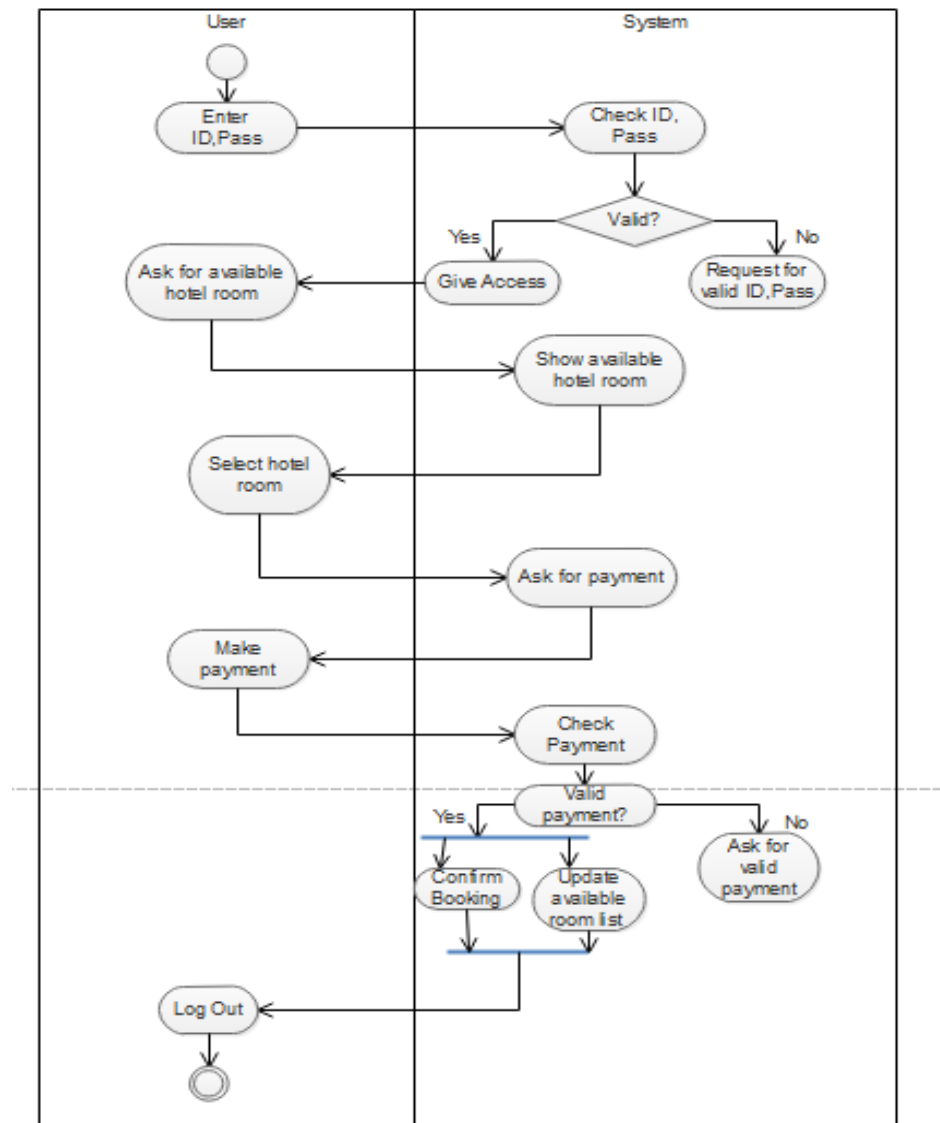 User
System
Enter
ID,Pass
Check ID,
Pass
Valid?
Yes
No
Ask for available
hotel room
Give Access
Request for
valid ID,Pass
Show available
hotel room
Select hotel
room
Ask for payment
Make
payment
Check
Payment
Valid
payment?
Yes
No
Confirm
Booking
Update
available
room list
Ask for
valid
payment
Log Out